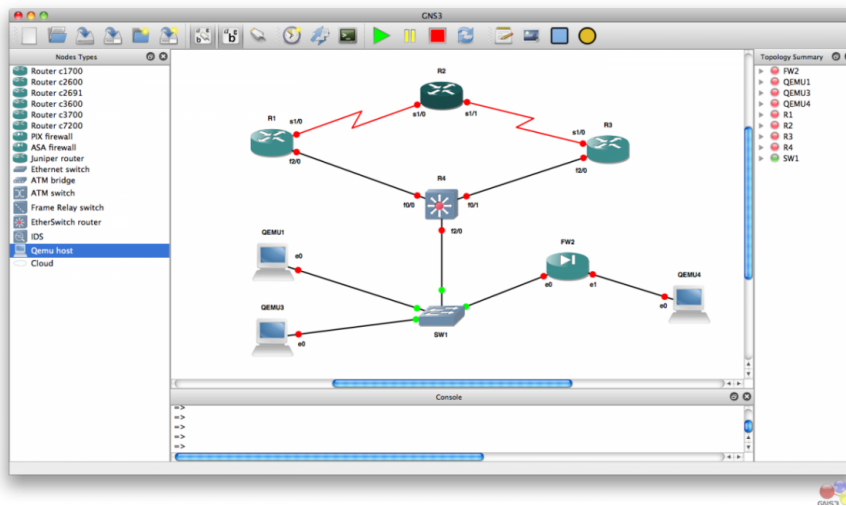 GNS3
Nodes Types
Router c1700
Router c2600
Router c2691
Router c3600
Router c3700
Router c7200
PIX firewall
ASA firewall
Juniper router
Ethernet switch
ATM bridge
ATM switch
Frame Relay switch
EtherSwitch router
IDS
Qemu host
Cloud
R2
s1/0
s1/1
R1
s1/0
f2/0
R3
s1/0
f2/0
R4
f0/0
f0/1
f2/0
QEMU1
e0
QEMU3
e0
SW1
FW2
e0
e1
QEMU4
e0
Topology Summary
FW2
QEMU1
QEMU3
QEMU4
R1
R2
R3
R4
SW1
Console
=>
=>
=>
=>
=>
GNS3